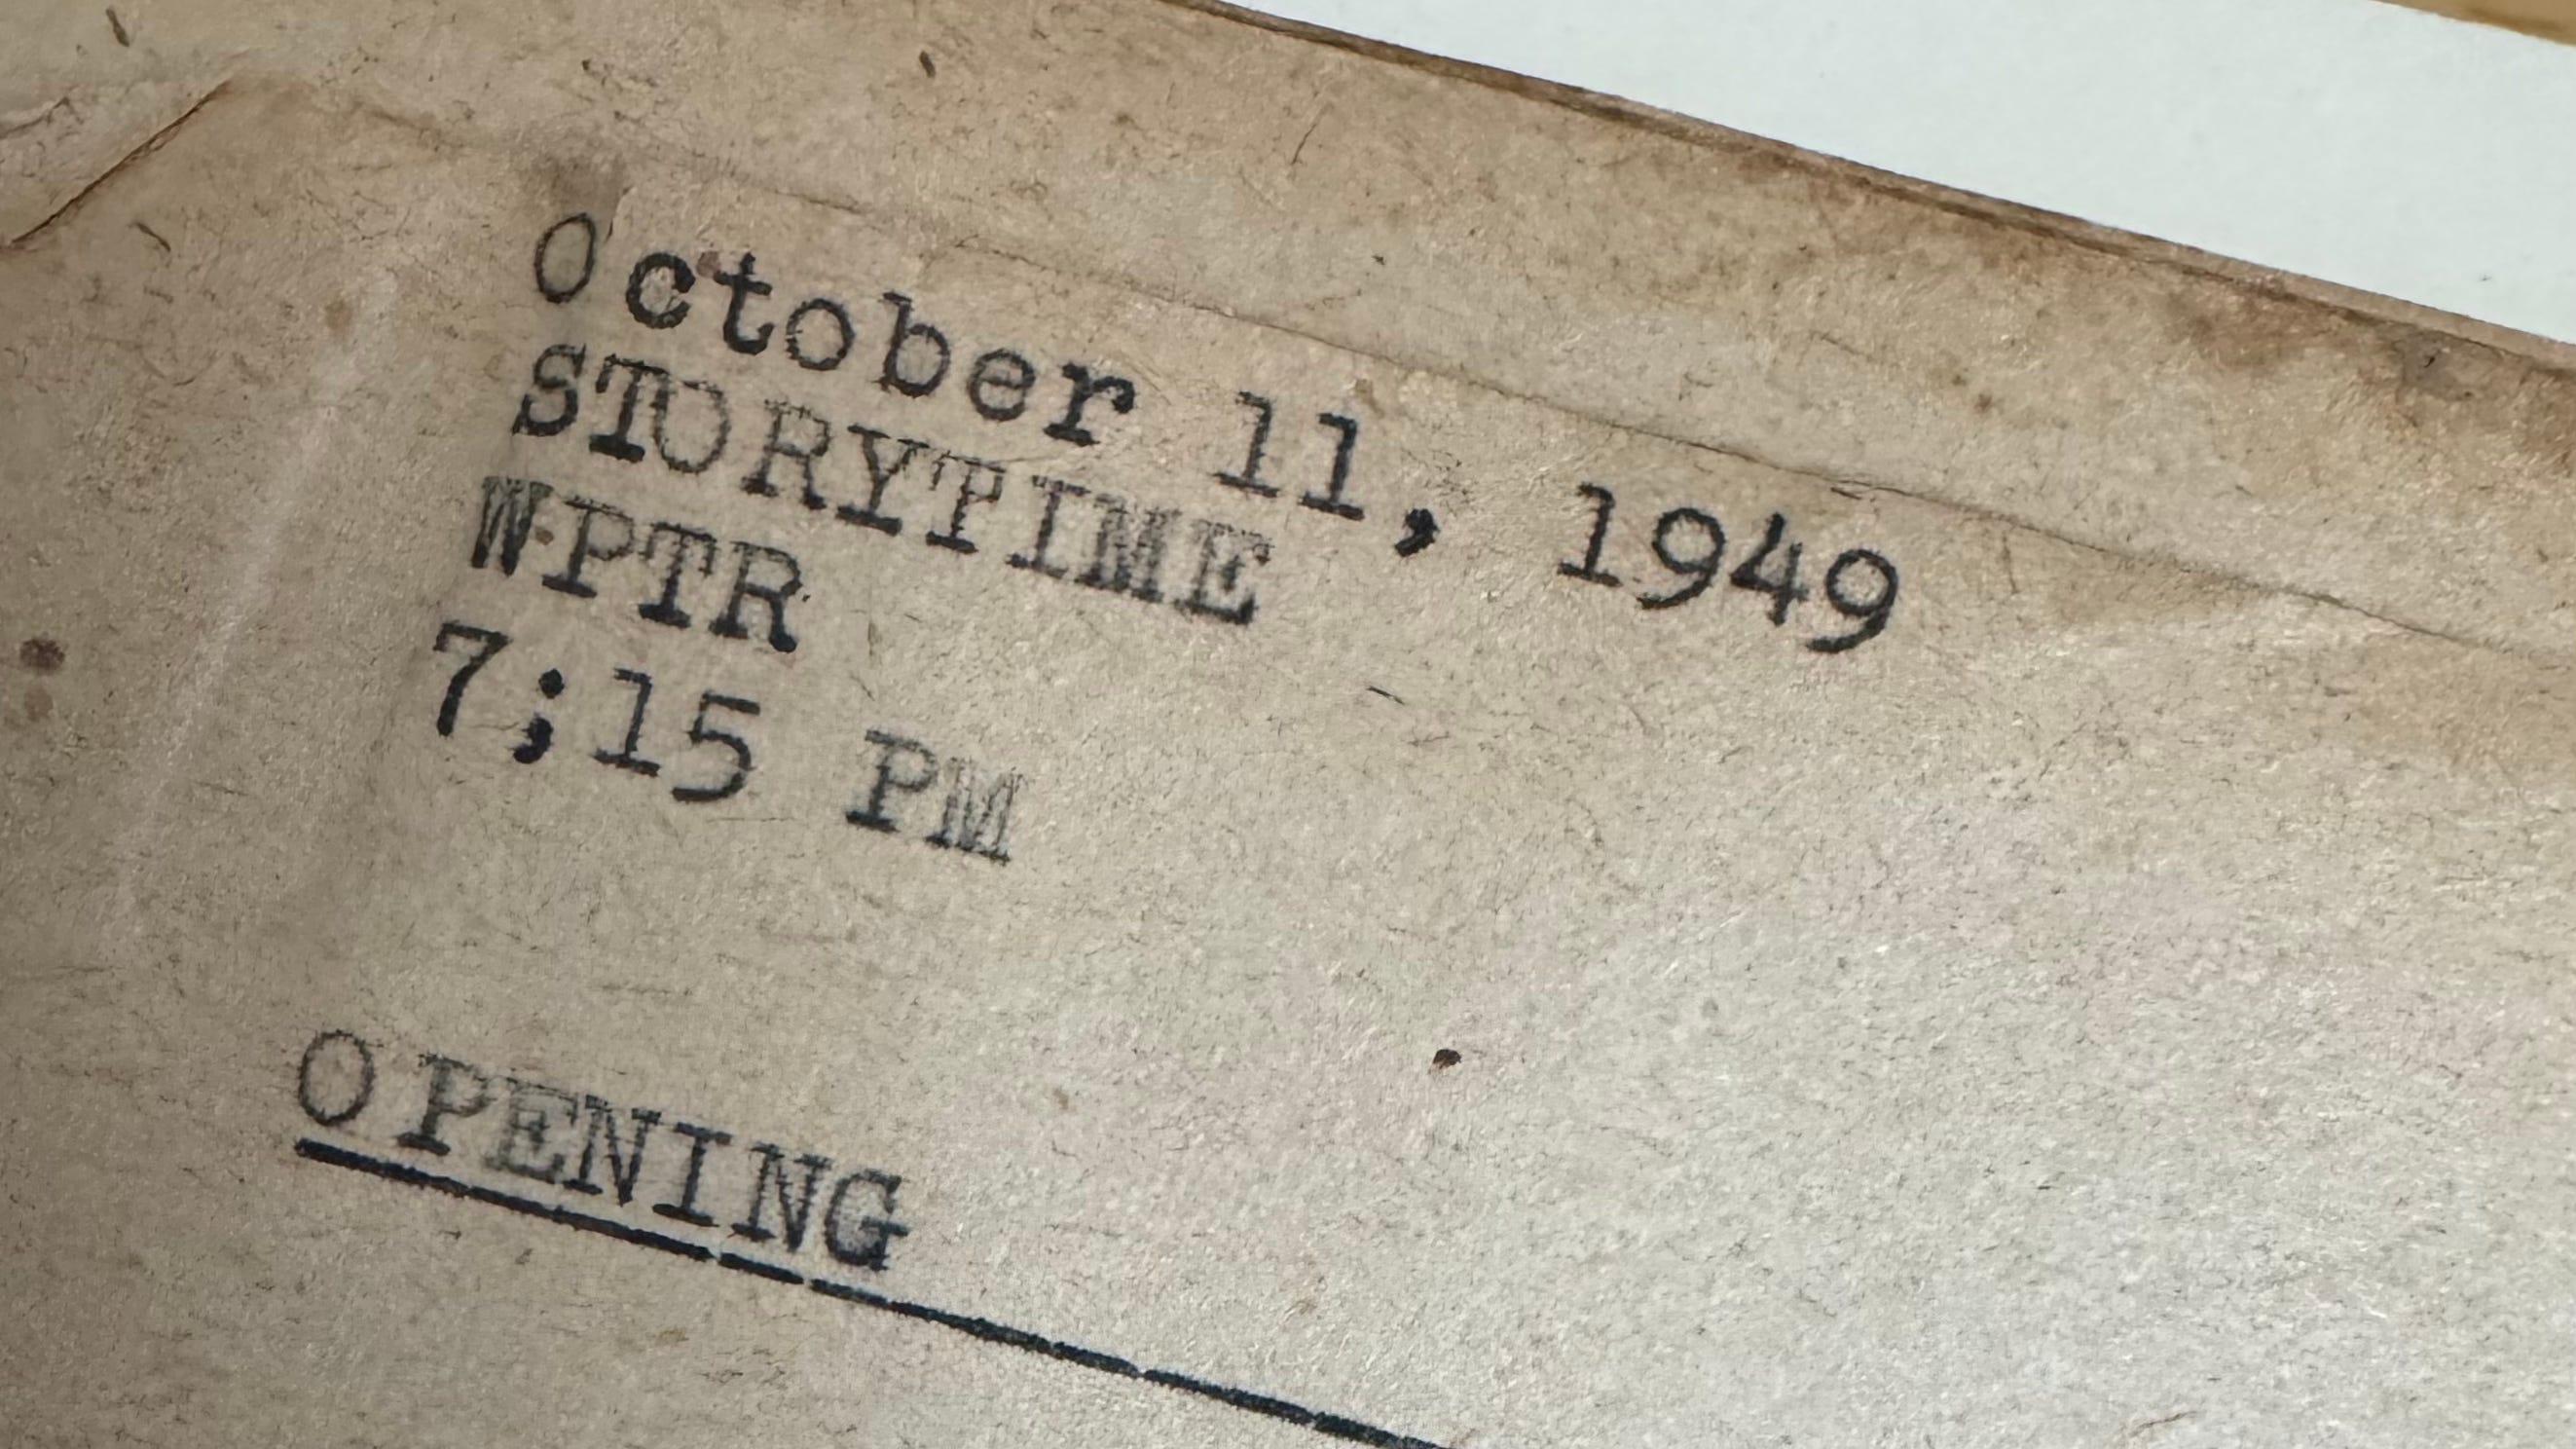 October 11, 1949
STORYTIME
WPTR
7;15 PM
OPENING